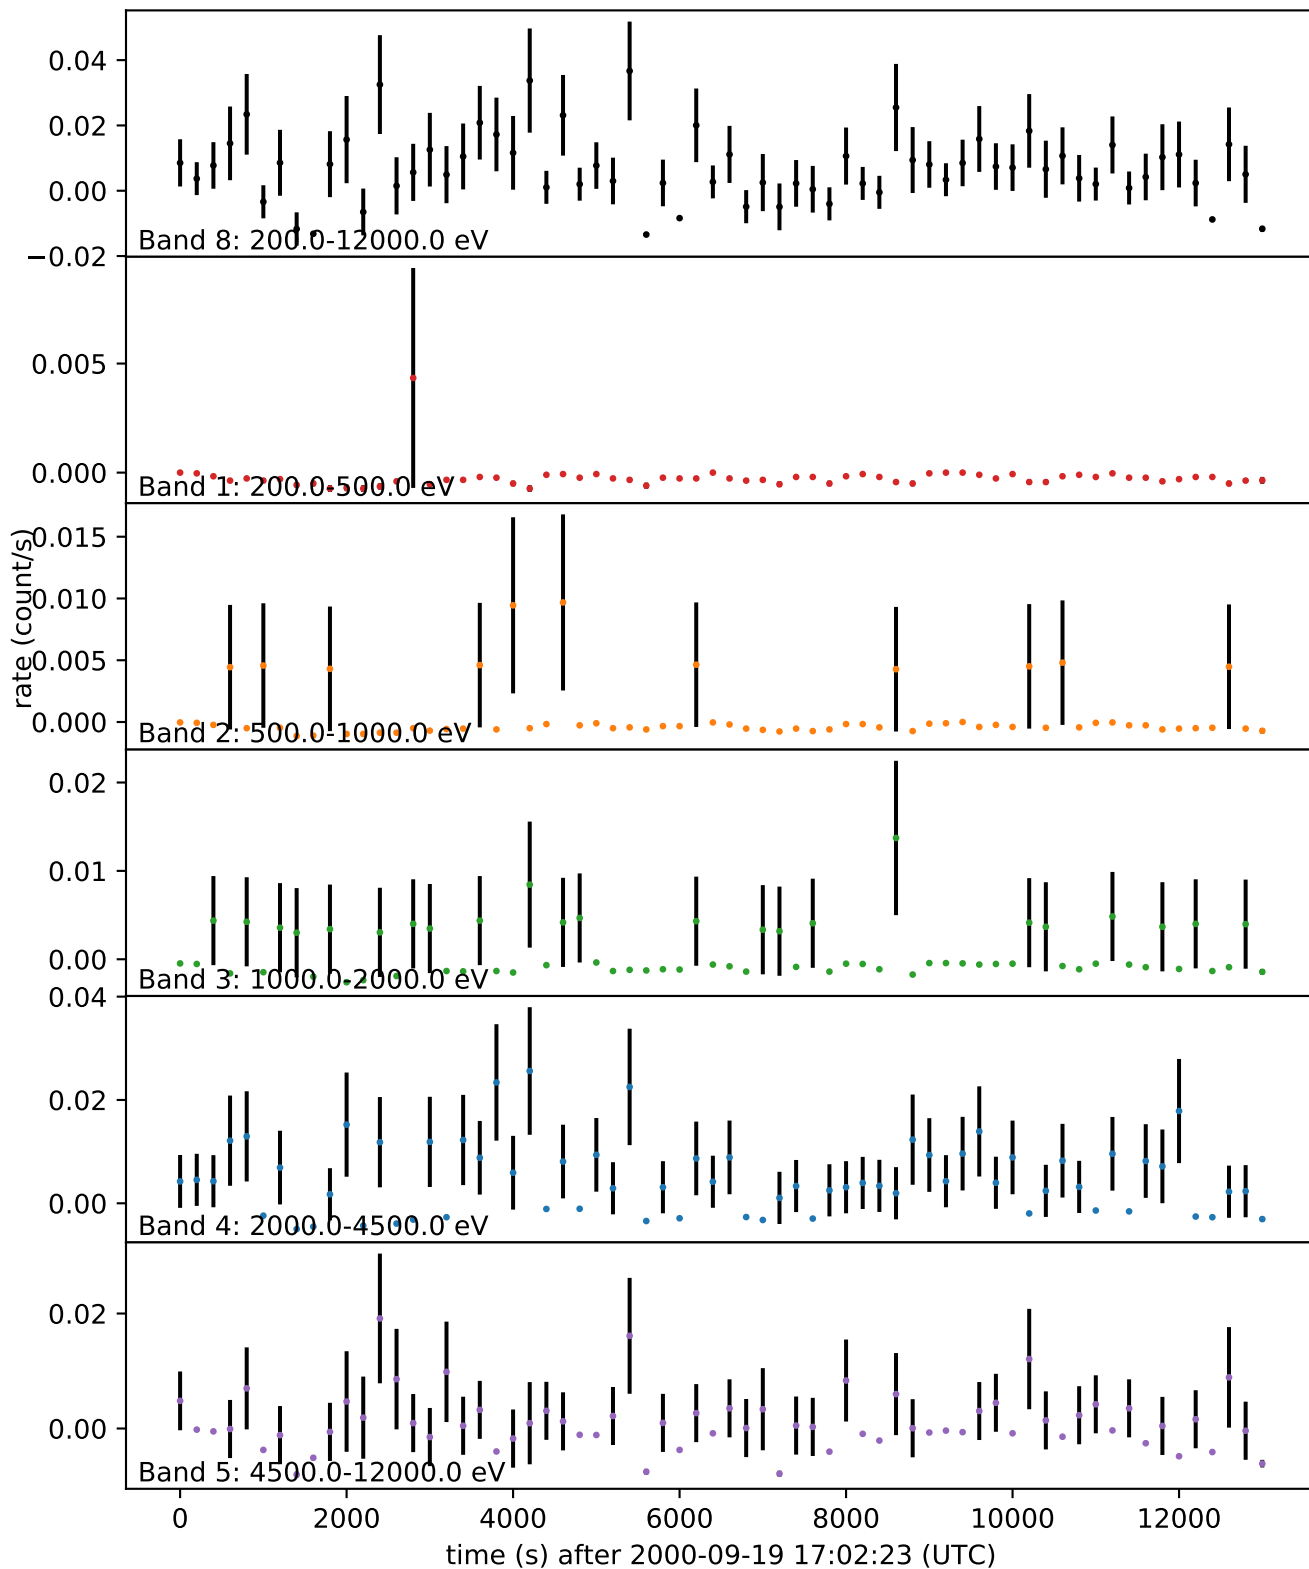 0.04
0.02
0.00
−0.02
Band 8: 200.0-12000.0 eV
0.005
0.000
Band 1: 200.0-500.0 eV
rate (count/s)
0.015
0.010
0.005
0.000
Band 2: 500.0-1000.0 eV
0.02
0.01
0.00
Band 3: 1000.0-2000.0 eV
0.04
0.02
0.00
Band 4: 2000.0-4500.0 eV
0.02
0.00
Band 5: 4500.0-12000.0 eV
0 2000 4000 6000 8000 10000 12000
time (s) after 2000-09-19 17:02:23 (UTC)